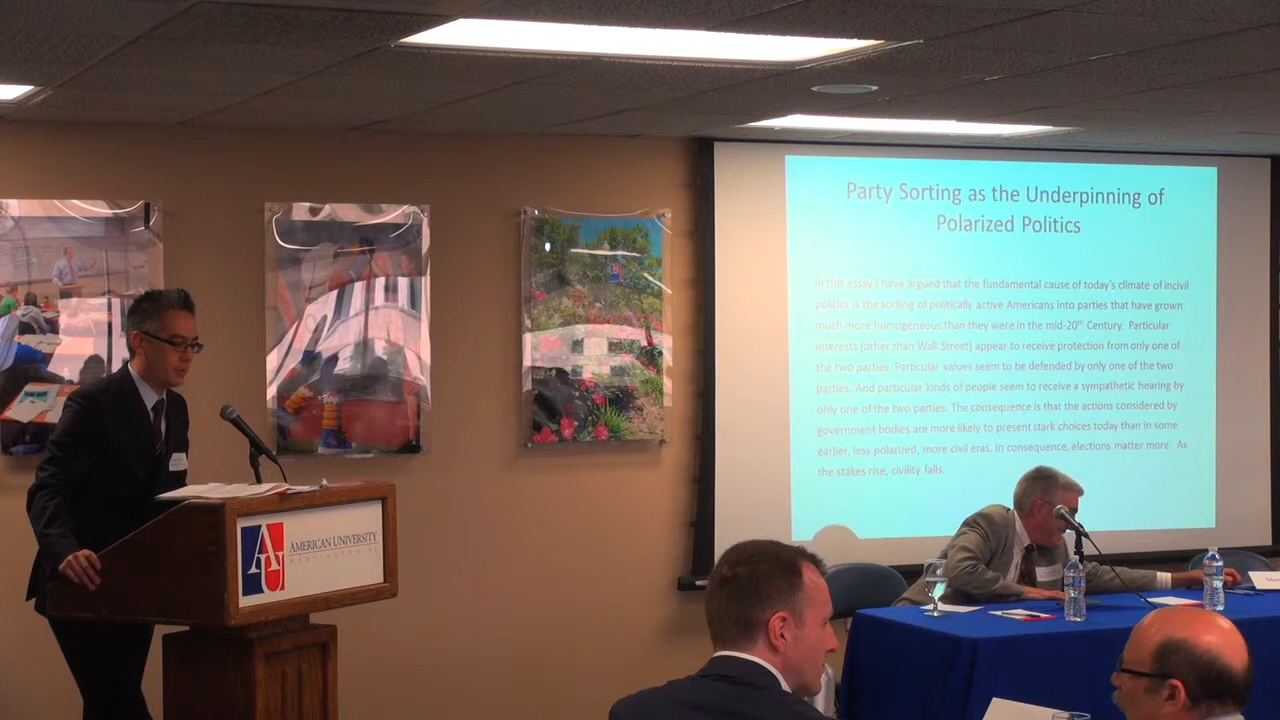 Party Sorting as the Underpinning of
Polarized Politics
In this essay I have argued that the fundamental cause of today's climate of incivil
politics is the sorting of politically active Americans into parties that have grown
much more homogeneous than they were in the mid-20th Century. Particular
interests (other than Wall Street) appear to receive protection from only one of
the two parties. Particular values seem to be defended by only one of the two
parties. And particular kinds of people seem to receive a sympathetic hearing by
only one of the two parties. The consequence is that the actions considered by
government bodies are more likely to present stark choices today than in some
earlier, less polarized, more civil eras. In consequence, elections matter more. As
the stakes rise, civility falls.
AU
AMERICAN UNIVERSITY
WASHINGTON DC